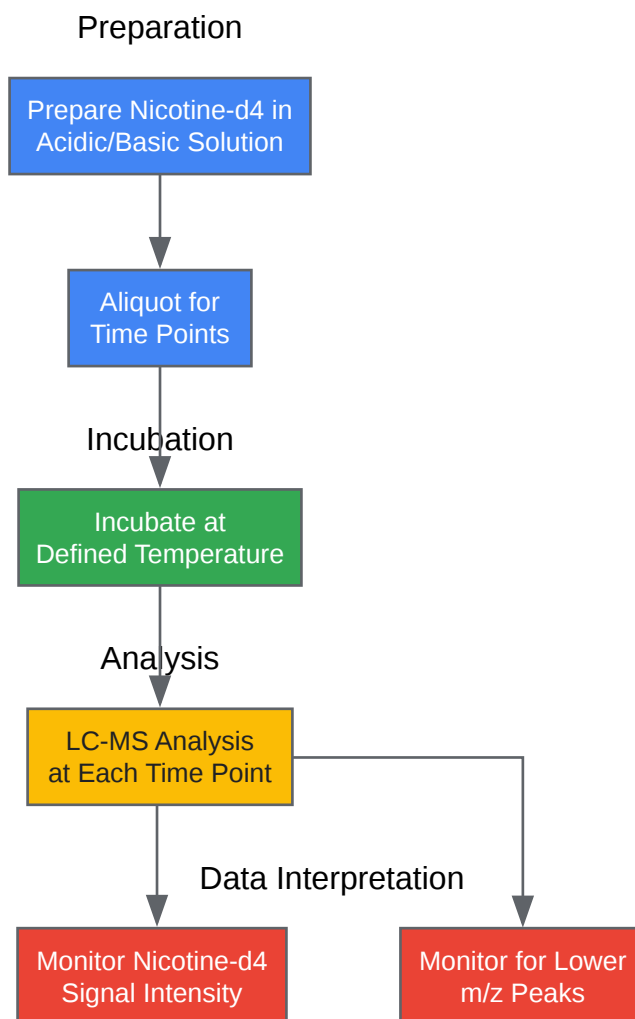 Preparation
Prepare Nicotine-d4 in
Acidic/Basic Solution
Aliquot for
Time Points
Incubation
Incubate at
Defined Temperature
Analysis
LC-MS Analysis
at Each Time Point
Data Interpretation
Monitor Nicotine-d4
Signal Intensity
Monitor for Lower
m/z Peaks